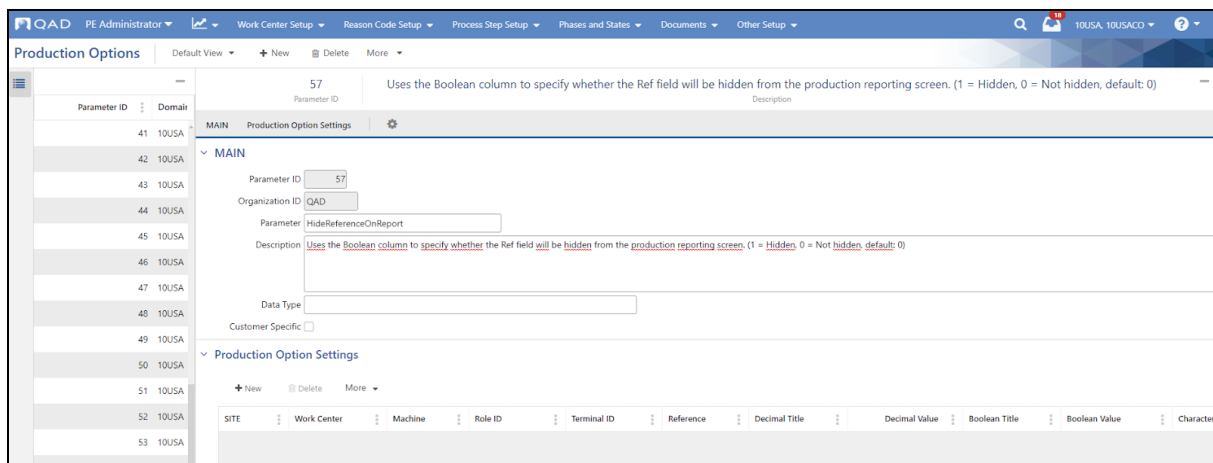 QAD PE Administrator Work Center Setup Reason Code Setup Process Step Setup Phases and States Documents Other Setup 18 10USA, 10USACO ?
Production Options Default View + New Delete More
57 Uses the Boolean column to specify whether the Ref field will be hidden from the production reporting screen. (1 = Hidden, 0 = Not hidden, default: 0)
Parameter ID Description
Parameter ID Domain
MAIN Production Option Settings
41 10USA
42 10USA
43 10USA
44 10USA
45 10USA
46 10USA
47 10USA
48 10USA
49 10USA
50 10USA
51 10USA
52 10USA
53 10USA
MAIN
Parameter ID 57
Organization ID QAD
Parameter HideReferenceOnReport
Description Uses the Boolean column to specify whether the Ref field will be hidden from the production reporting screen. (1 = Hidden, 0 = Not hidden, default: 0)
Data Type
Customer Specific
Production Option Settings
+ New Delete More
SITE Work Center Machine Role ID Terminal ID Reference Decimal Title Decimal Value Boolean Title Boolean Value Character